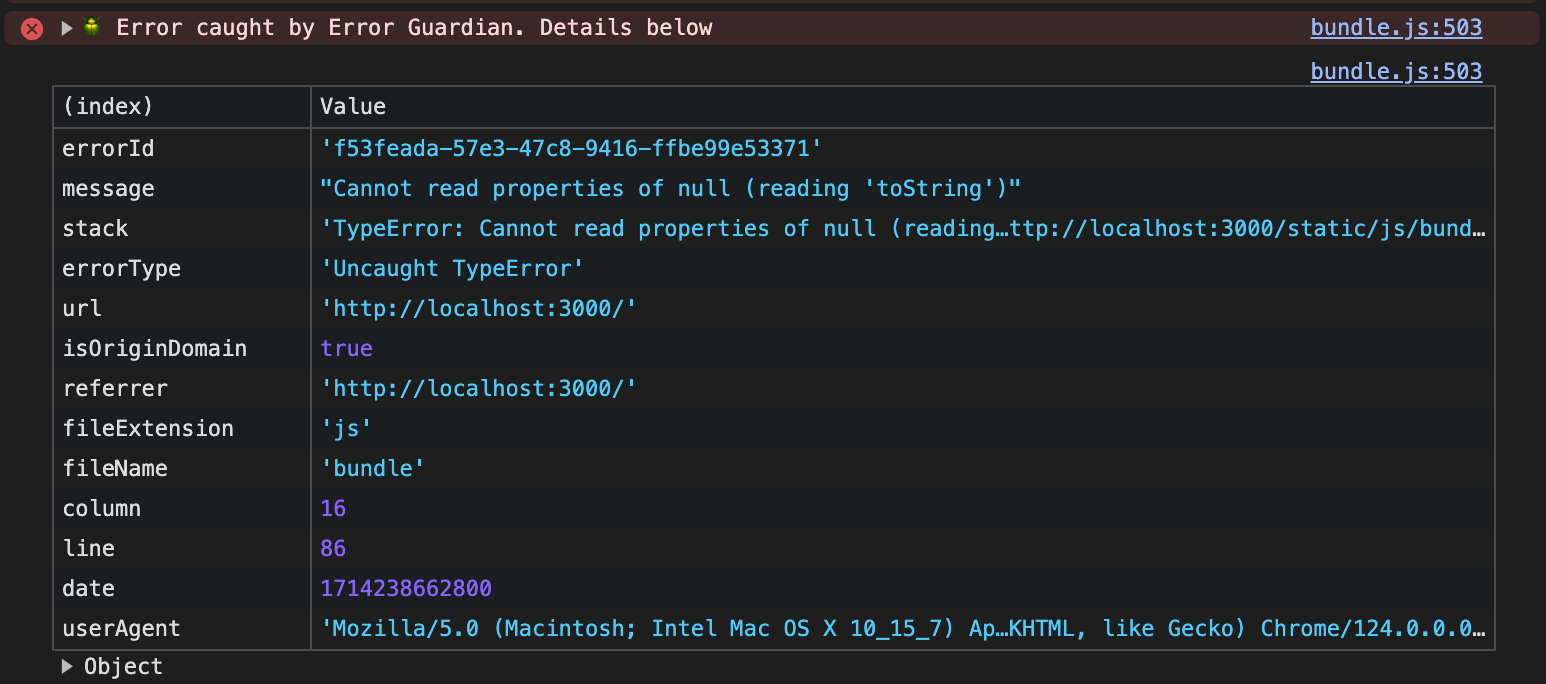 Error caught by Error Guardian. Details below bundle.js:503
bundle.js:503
(index) Value
errorId 'f53feada-57e3-47c8-9416-ffbe99e53371'
message "Cannot read properties of null (reading 'toString')"
stack 'TypeError: Cannot read properties of null (reading…ttp://localhost:3000/static/js/bund…
errorType 'Uncaught TypeError'
url 'http://localhost:3000/'
isOriginDomain true
referrer 'http://localhost:3000/'
fileExtension 'js'
fileName 'bundle'
column 16
line 86
date 1714238662800
userAgent 'Mozilla/5.0 (Macintosh; Intel Mac OS X 10_15_7) Ap…KHTML, like Gecko) Chrome/124.0.0.0…
Object